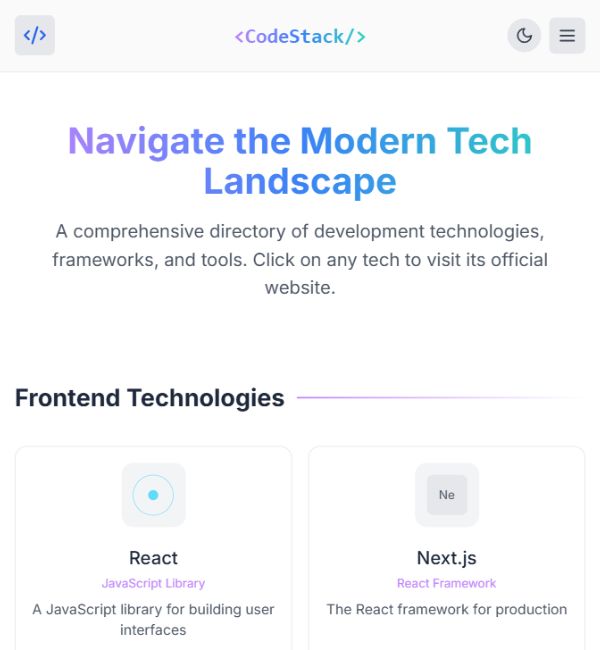 </>
<CodeStack/>
Navigate the Modern Tech
Landscape
A comprehensive directory of development technologies,
frameworks, and tools. Click on any tech to visit its official
website.
Frontend Technologies
React
JavaScript Library
A JavaScript library for building user
interfaces
Ne
Next.js
React Framework
The React framework for production